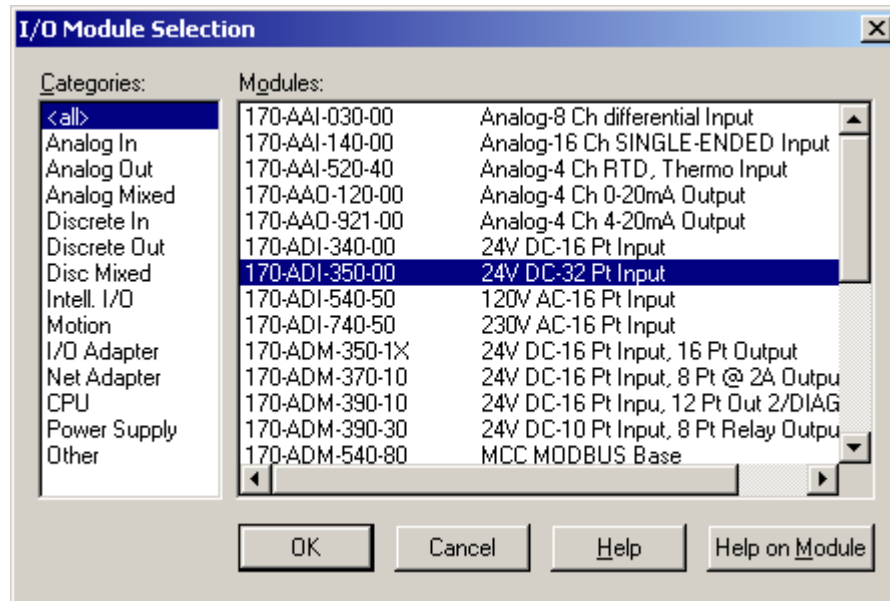 I/O Module Selection
Categories:
Modules:
<all>
Analog In
Analog Out
Analog Mixed
Discrete In
Discrete Out
Disc Mixed
Intell. I/O
Motion
I/O Adapter
Net Adapter
CPU
Power Supply
Other
170-AAI-030-00 Analog-8 Ch differential Input
170-AAI-140-00 Analog-16 Ch SINGLE-ENDED Input
170-AAI-520-40 Analog-4 Ch RTD, Thermo Input
170-AAO-120-00 Analog-4 Ch 0-20mA Output
170-AAO-921-00 Analog-4 Ch 4-20mA Output
170-ADI-340-00 24V DC-16 Pt Input
170-ADI-350-00 24V DC-32 Pt Input
170-ADI-540-50 120V AC-16 Pt Input
170-ADI-740-50 230V AC-16 Pt Input
170-ADM-350-1X 24V DC-16 Pt Input, 16 Pt Output
170-ADM-370-10 24V DC-16 Pt Input, 8 Pt @ 2A Outpu
170-ADM-390-10 24V DC-16 Pt Inpu, 12 Pt Out 2/DIAG
170-ADM-390-30 24V DC-10 Pt Input, 8 Pt Relay Outpu
170-ADM-540-80 MCC MODBUS Base
OK Cancel Help Help on Module